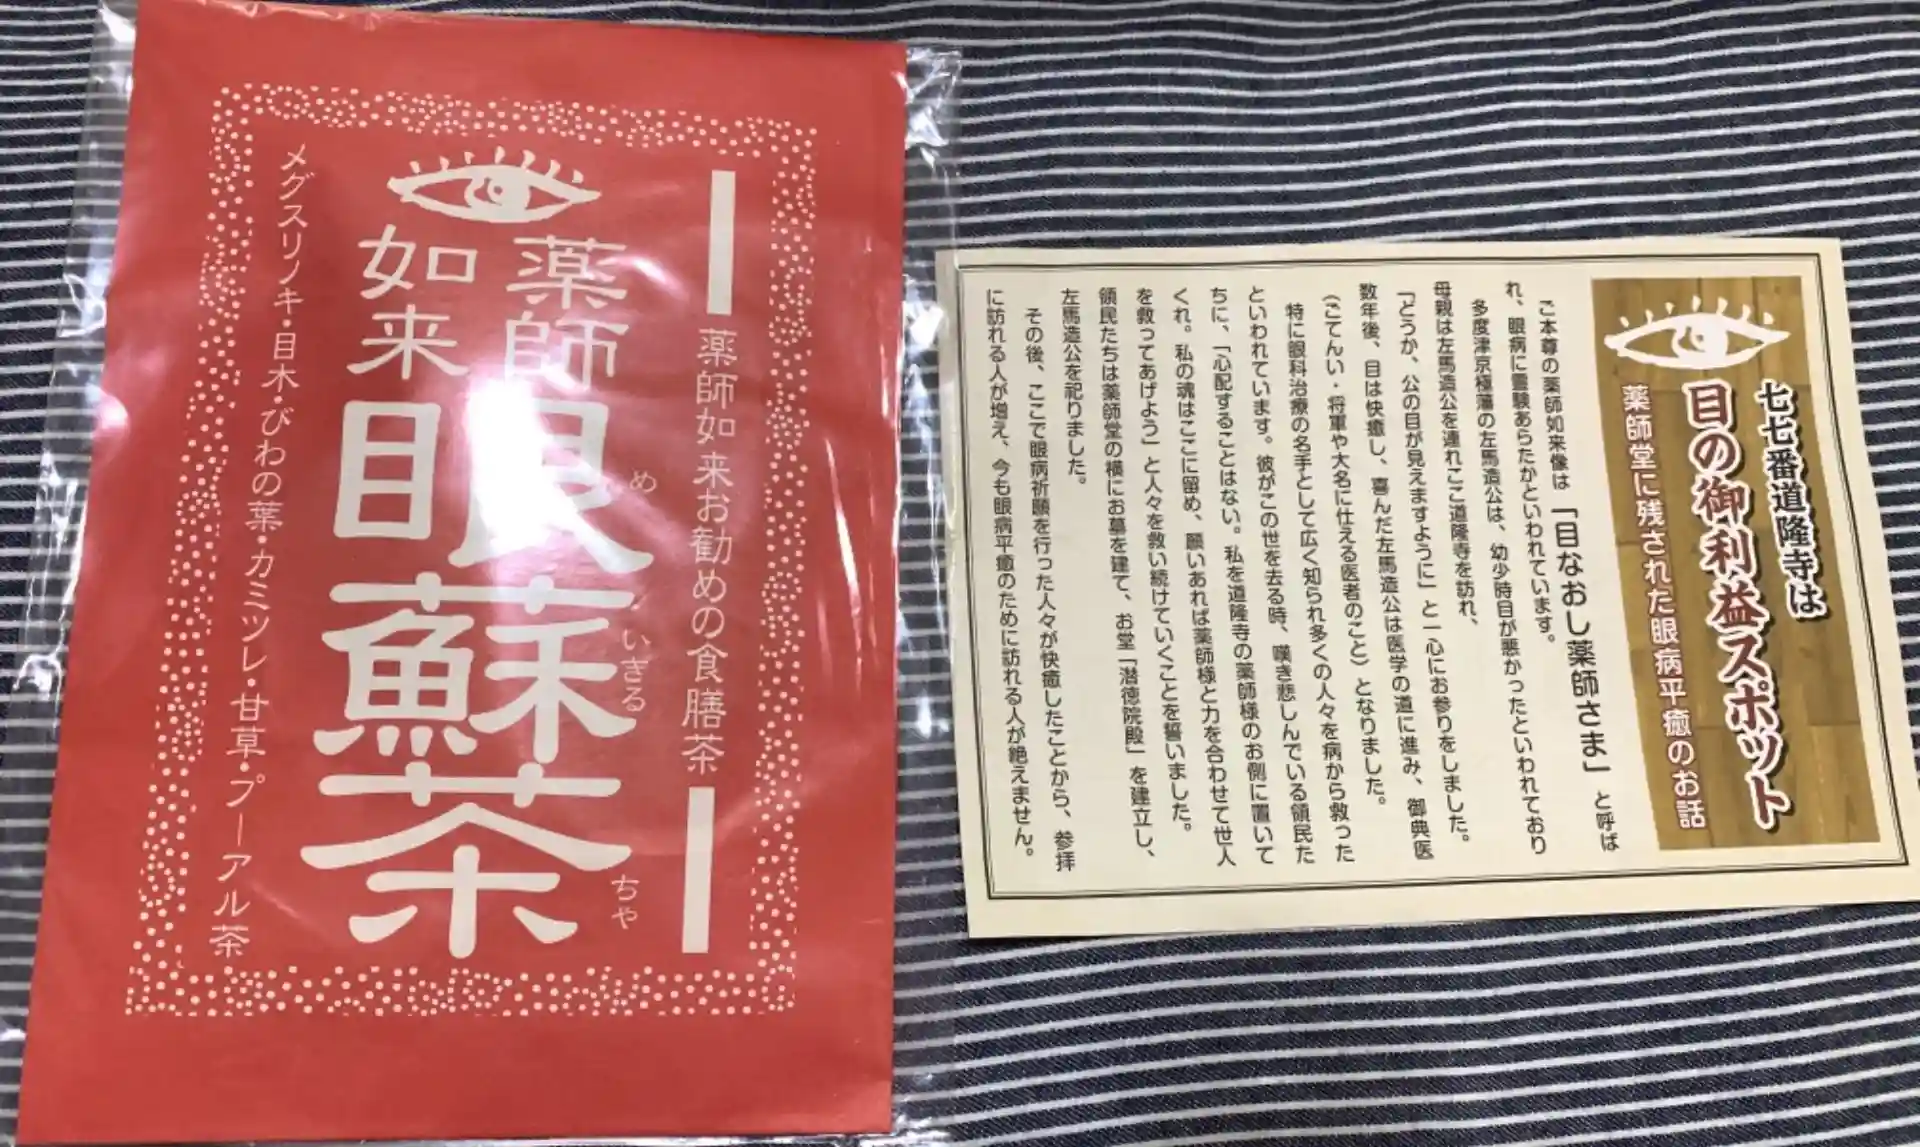 薬師如来お勧めの食膳茶
薬師
如来
眼蘇茶
め
いきる
ちゃ
メグスリノキ・目木・びわの葉・カミツレ・甘草・プーアル茶
七七番道隆寺は
目の御利益スポット
薬師堂に残された眼病平癒のお話
ご本尊の薬師如来像は「目なおし薬師さま」と呼ば
れ、眼病に霊験あらたかといわれています。
多度津京極藩の左馬造公は、幼少時目が悪かったといわれており
母親は左馬造公を連れここ道隆寺を訪れ、
「どうか、公の目が見えますように」と一心にお参りをしました。
数年後、目は快癒し、喜んだ左馬造公は医学の道に進み、御典医
(ごてんい・将軍や大名に仕える医者のこと)となりました。
特に眼科治療の名手として広く知られ多くの人々を病から救った
といわれています。彼がこの世を去る時、嘆き悲しんでいる領民た
ちに、「心配することはない。私を道隆寺の薬師様のお側に置いて
くれ。私の魂はここに留め、願いあれば薬師様と力を合わせて世人
を救ってあげよう」と人々を救い続けていくことを誓いました。
領民たちは薬師堂の横にお墓を建て、お堂「潜徳院殿」を建立し、
左馬造公を祀りました。
その後、ここで眼病祈願を行った人々が快癒したことから、参拝
に訪れる人が増え、今も眼病平癒のために訪れる人が絶えません。